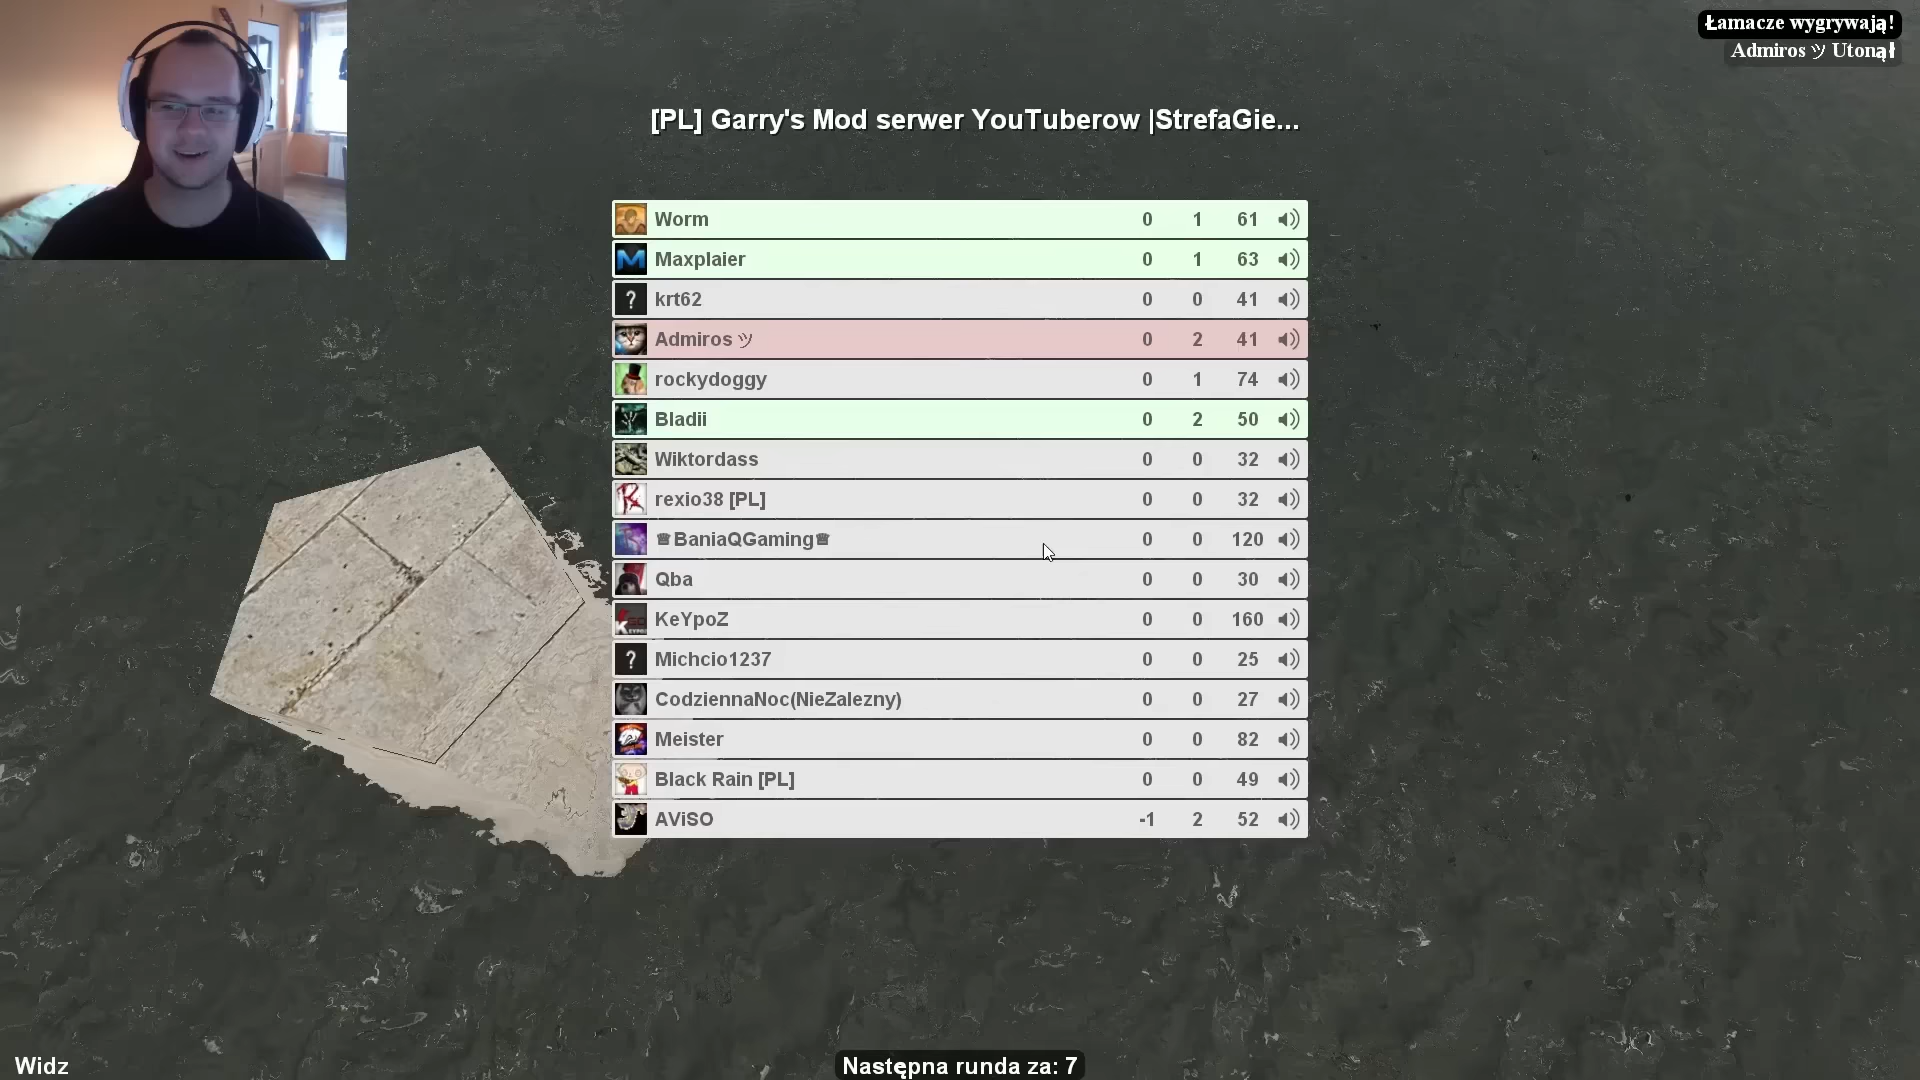 Łamacze wygrywają!
Admiros ツ Utonął
[PL] Garry's Mod serwer YouTuberow |StrefaGie...
Worm 0 1 61
Maxplaier 0 1 63
krt62 0 0 41
Admiros ツ 0 2 41
rockydoggy 0 1 74
Bladii 0 2 50
Wiktordass 0 0 32
rexio38 [PL] 0 0 32
♕BaniaQGaming♕ 0 0 120
Qba 0 0 30
KeYpoZ 0 0 160
Michcio1237 0 0 25
CodziennaNoc(NieZalezny) 0 0 27
Meister 0 0 82
Black Rain [PL] 0 0 49
AViSO -1 2 52
Widz
Następna runda za: 7